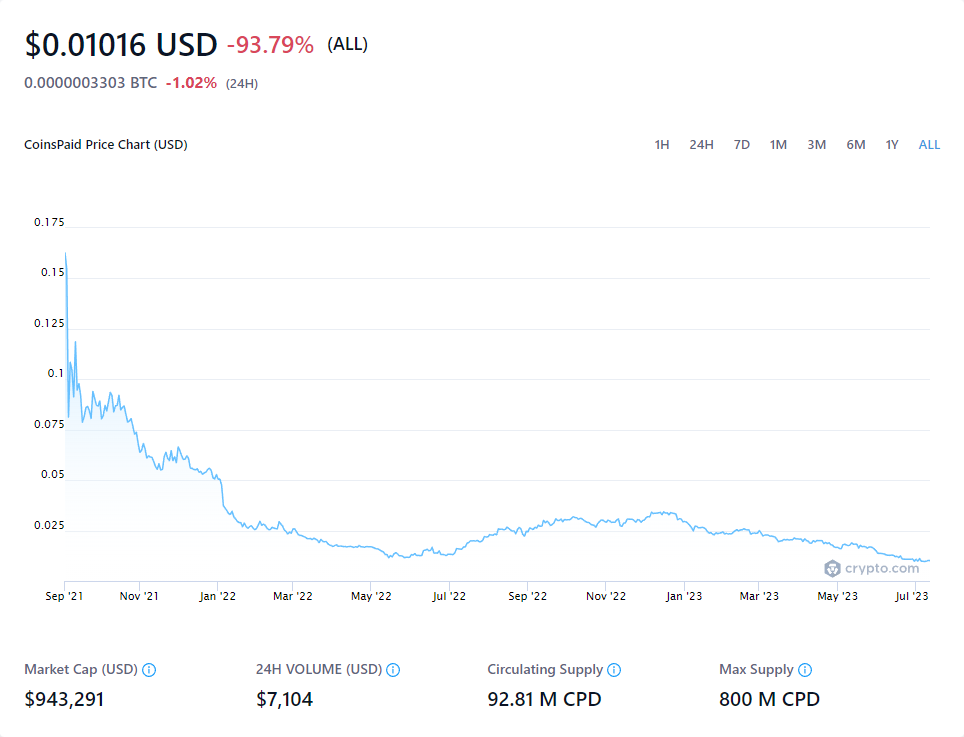 $0.01016 USD -93.79% (ALL)
0.0000003303 BTC -1.02% (24H)
CoinsPaid Price Chart (USD) 1H 24H 7D 1M 3M 6M 1Y ALL
0.175
0.15
0.125
0.1
0.075
0.05
0.025
crypto.com
Sep '21 Nov '21 Jan '22 Mar '22 May '22 Jul '22 Sep '22 Nov '22 Jan '23 Mar '23 May '23 Jul '23
Market Cap (USD) 24H VOLUME (USD) Circulating Supply Max Supply
$943,291 $7,104 92.81 M CPD 800 M CPD